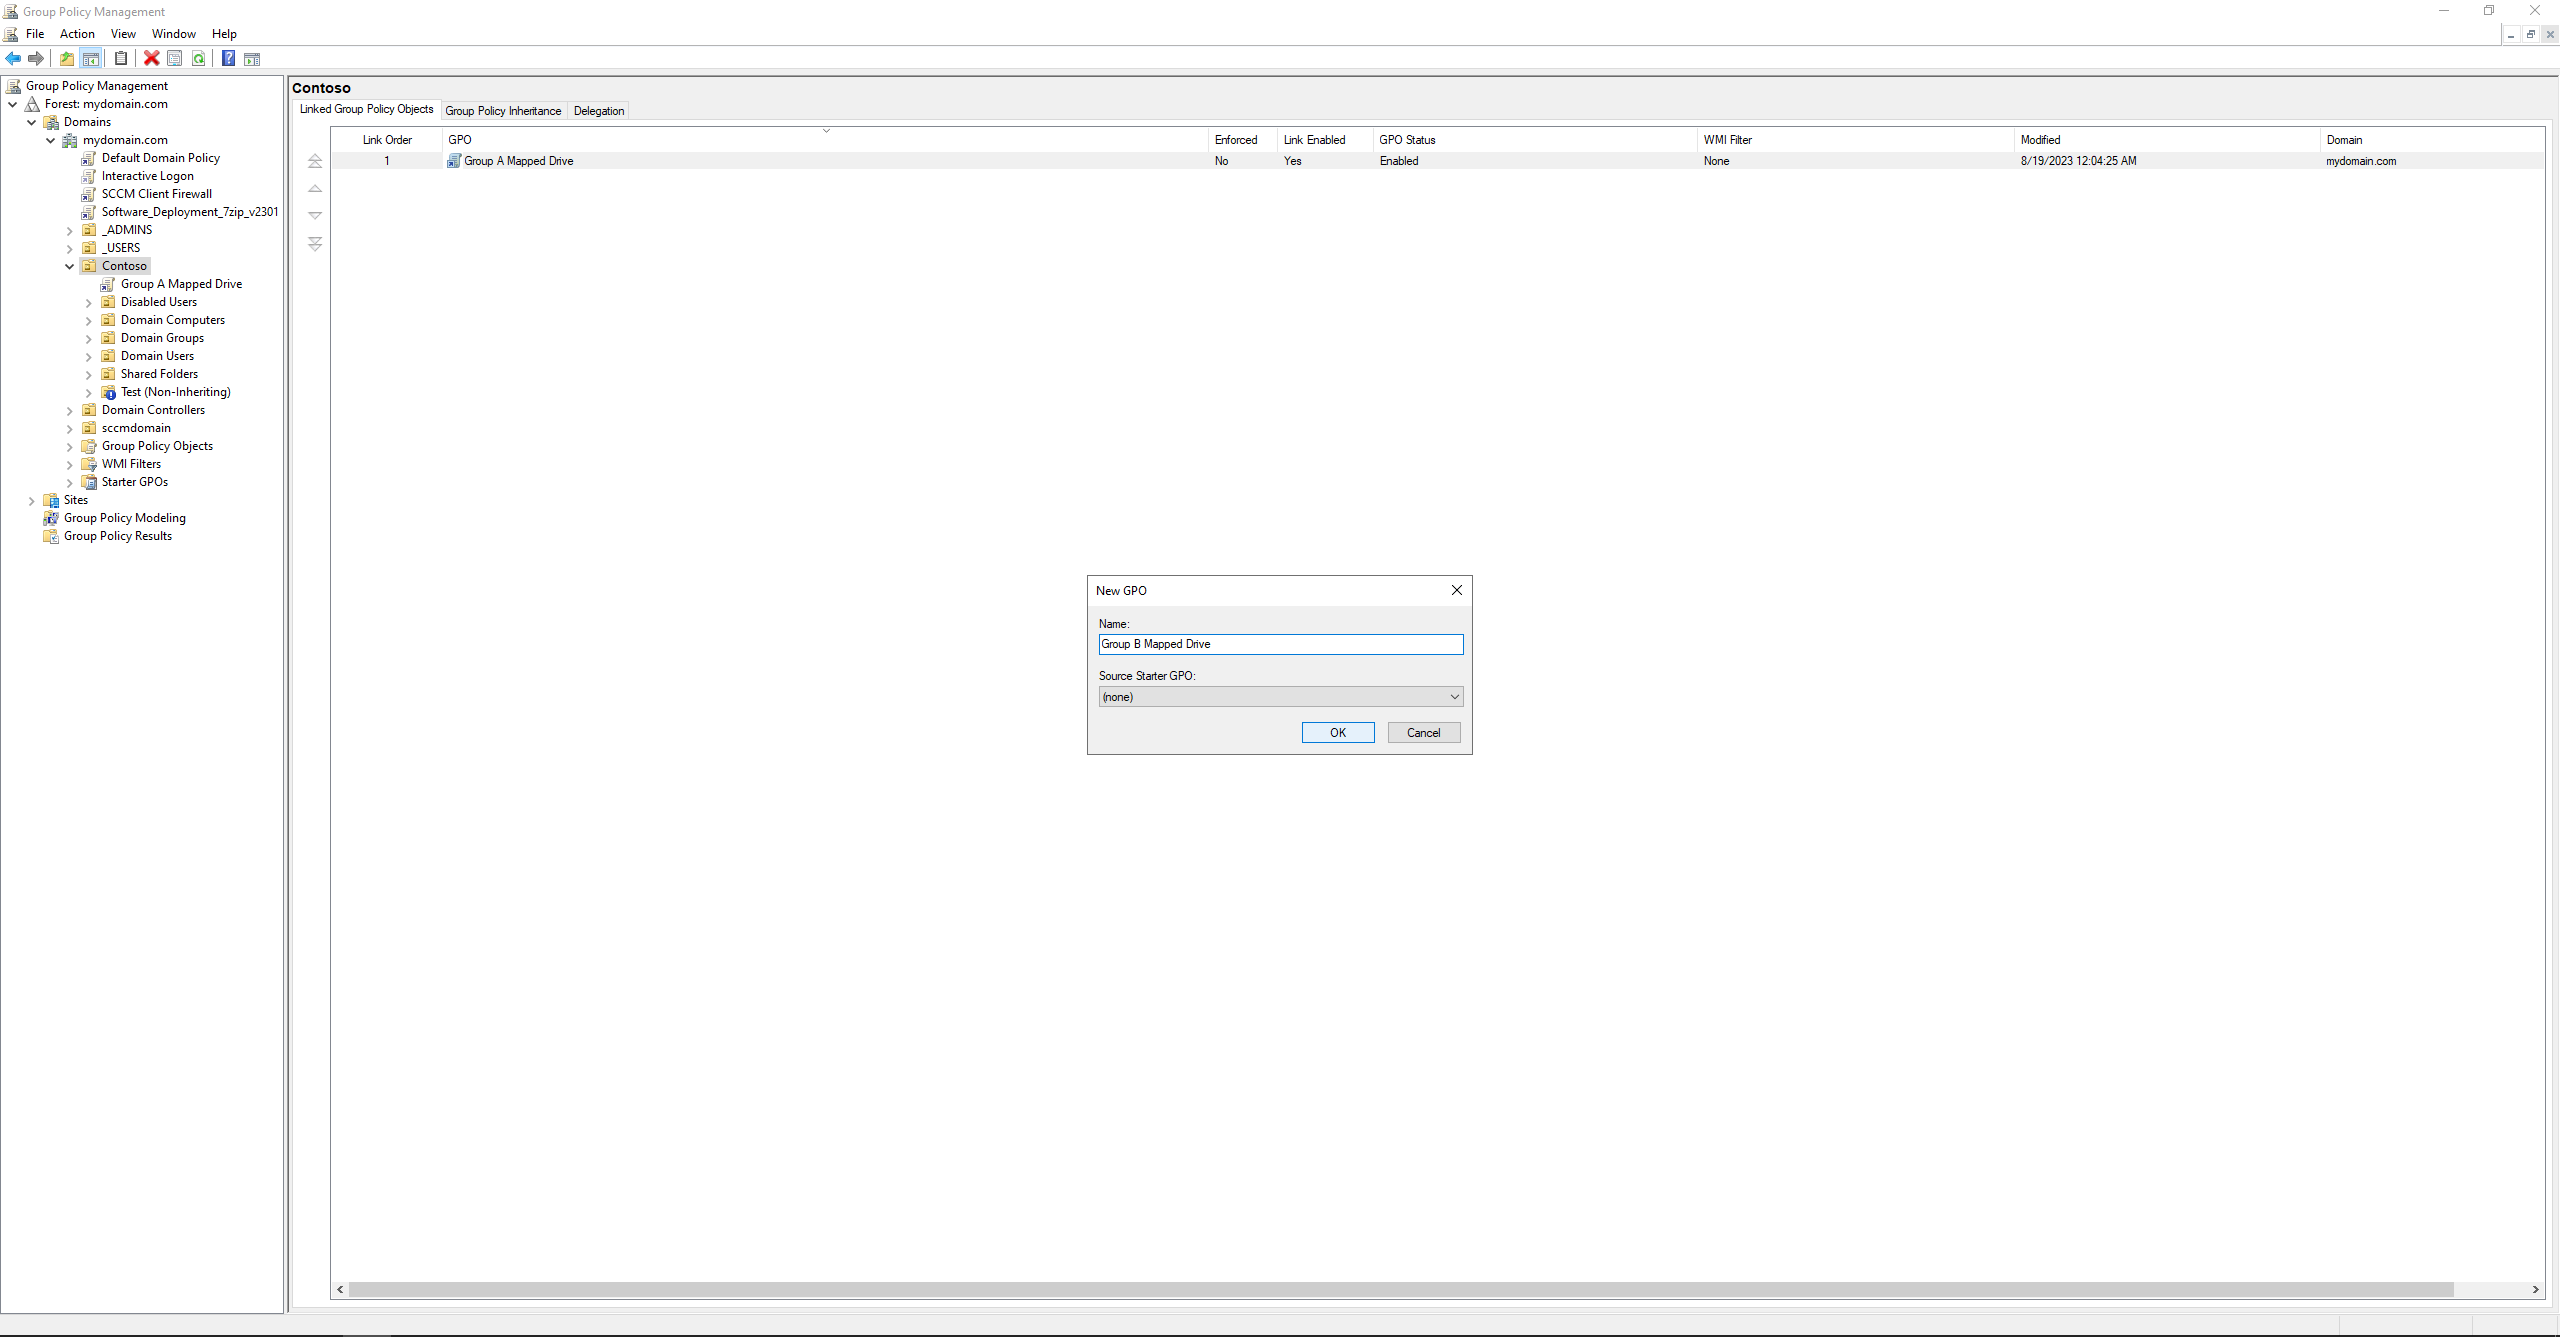 Group Policy Management
File Action View Window Help
Group Policy Management
Forest: mydomain.com
Domains
mydomain.com
Default Domain Policy
Interactive Logon
SCCM Client Firewall
Software_Deployment_7zip_v2301
_ADMINS
_USERS
Contoso
Group A Mapped Drive
Disabled Users
Domain Computers
Domain Groups
Domain Users
Shared Folders
Test (Non-Inheriting)
Domain Controllers
sccmdomain
Group Policy Objects
WMI Filters
Starter GPOs
Sites
Group Policy Modeling
Group Policy Results
Contoso
Linked Group Policy Objects Group Policy Inheritance Delegation
Link Order GPO Enforced Link Enabled GPO Status WMI Filter Modified Domain
1 Group A Mapped Drive No Yes Enabled None 8/19/2023 12:04:25 AM mydomain.com
New GPO
Name:
Group B Mapped Drive
Source Starter GPO:
(none)
OK Cancel